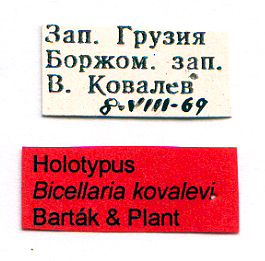 Зап. Грузия
Боржом. зап.
В. Ковалев
8.VIII-69
Holotypus
Bicellaria kovalevi
Barták & Plant